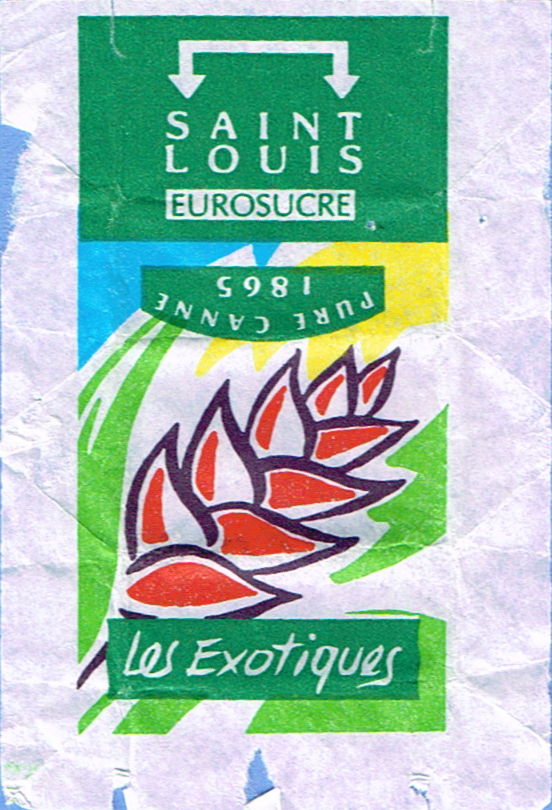 SAINT
LOUIS
EUROSUCRE
PURE CANNE
1865
Les Exotiques